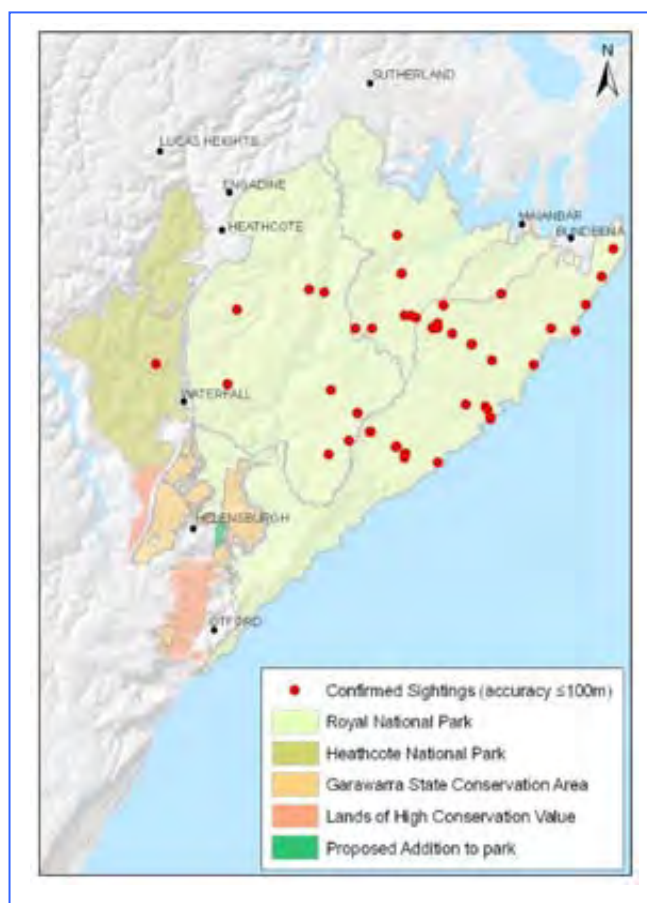 N
SUTHERLAND
LUCAS HEIGHTS
ENGADINE
HEATHCOTE
MAIANBAR
BUNDEENA
WATERFALL
HELENSBURGH
OTFORD
Confirmed Sightings (accuracy ≤100m)
Royal National Park
Heathcote National Park
Garawarra State Conservation Area
Lands of High Conservation Value
Proposed Addition to park